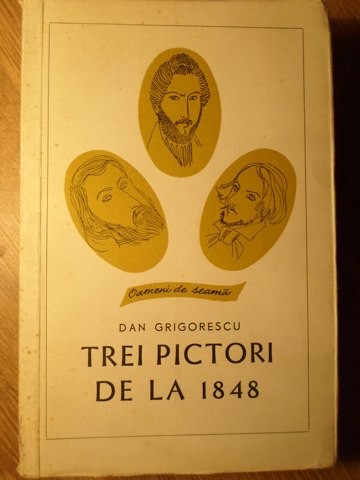 Oameni de seamă
DAN GRIGORESCU
TREI PICTORI
DE LA 1848